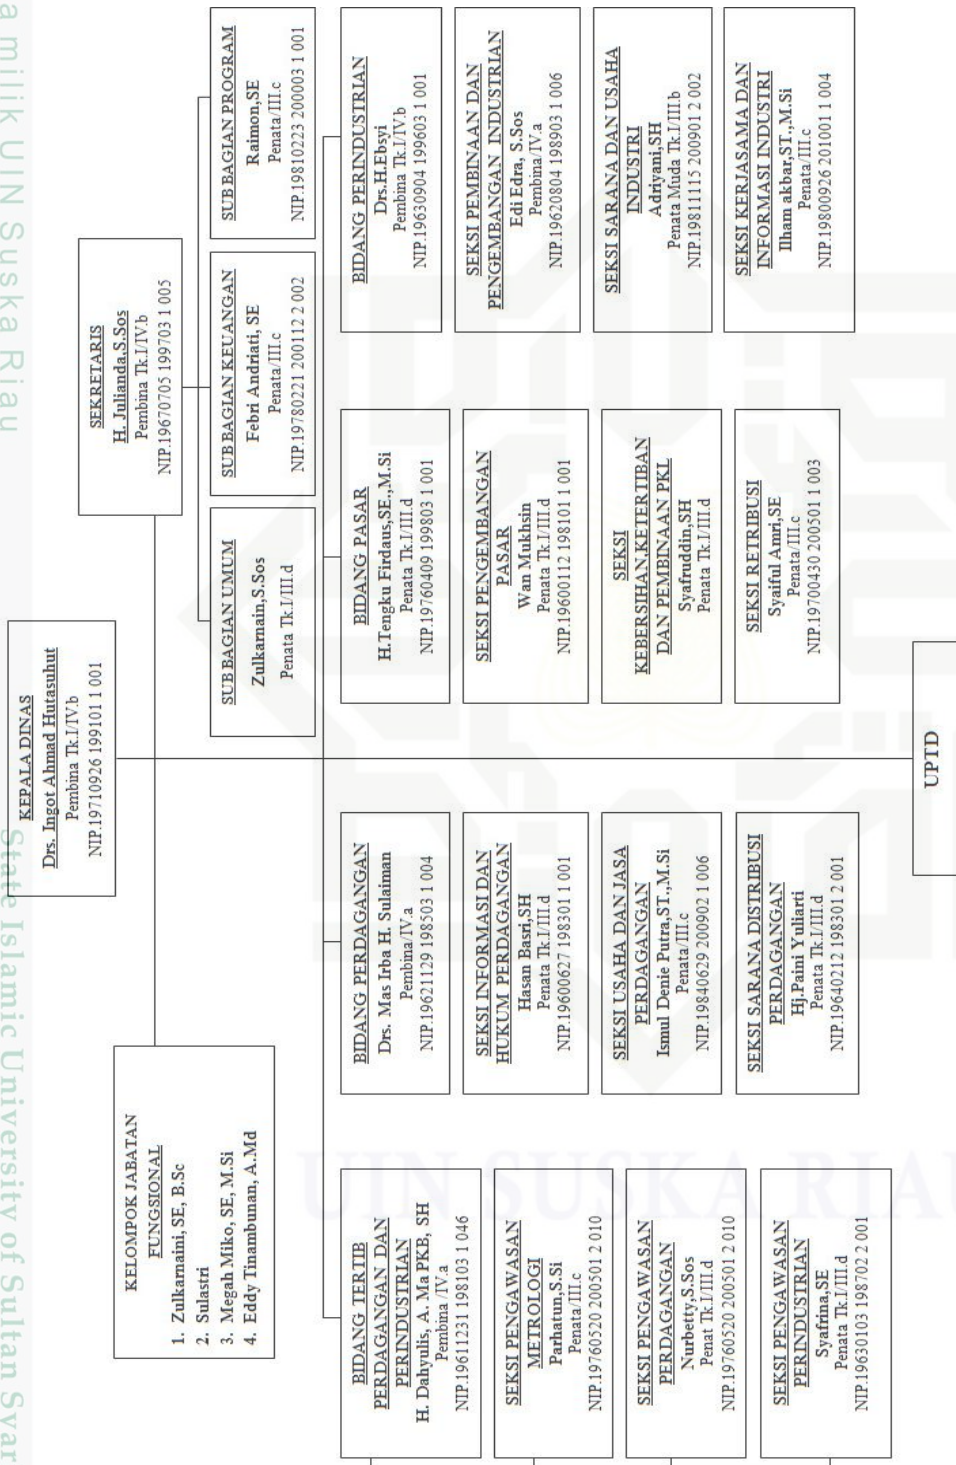 KEPALA DINAS
Drs. Ingot Ahmad Hutasuhut
Pembina Tk.I/IV.b
NIP.19710926 199101 1 001
KELOMPOK JABATAN
FUNGSIONAL
1. Zulkarnaini, SE, B.Sc
2. Sulastri
3. Megah Miko, SE, M.Si
4. Eddy Tinambunan, A.Md
SEKRETARIS
H. Julianda,S.Sos
Pembina Tk.I/IV.b
NIP.19670705 199703 1 005
SUB BAGIAN UMUM
Zulkarnain,S.Sos
Penata Tk.I/III.d
SUB BAGIAN KEUANGAN
Febri Andriati, SE
Penata/III.c
NIP.19780221 200112 2 002
SUB BAGIAN PROGRAM
Raimon,SE
Penata/III.c
NIP.19810223 200003 1 001
BIDANG TERTIB
PERDAGANGAN DAN
PERINDUSTRIAN
H. Dahyulis, A. Ma PKB, SH
Pembina /IV.a
NIP.19611231 198103 1 046
SEKSI PENGAWASAN
METROLOGI
Parhatun,S.Si
Penata/III.c
NIP.19760520 200501 2 010
SEKSI PENGAWASAN
PERDAGANGAN
Nurbetty,S.Sos
Penat Tk.I/III.d
NIP.19760520 200501 2 010
SEKSI PENGAWASAN
PERINDUSTRIAN
Syafrina,SE
Penata Tk.I/III.d
NIP.19630103 198702 2 001
BIDANG PERDAGANGAN
Drs. Mas Irba H. Sulaiman
Pembina/IV.a
NIP.19621129 198503 1 004
SEKSI INFORMASI DAN
HUKUM PERDAGANGAN
Hasan Basri,SH
Penata Tk.I/III.d
NIP.19600627 198301 1 001
SEKSI USAHA DAN JASA
PERDAGANGAN
Ismul Denie Putra,ST.,M.Si
Penata/III.c
NIP.19840629 200902 1 006
SEKSI SARANA DISTRIBUSI
PERDAGANGAN
Hj.Paini Yuliarti
Penata Tk.I/III.d
NIP.19640212 198301 2 001
BIDANG PASAR
H.Tengku Firdaus,SE.,M.Si
Penata Tk.I/III.d
NIP.19760409 199803 1 001
SEKSI PENGEMBANGAN
PASAR
Wan Mukhsin
Penata Tk.I/III.d
NIP.19600112 198101 1 001
SEKSI
KEBERSIHAN,KETERTIBAN
DAN PEMBINAAN PKL
Syafruddin,SH
Penata Tk.I/III.d
SEKSI RETRIBUSI
Syaiful Amri,SE
Penata/III.c
NIP.19700430 200501 1 003
BIDANG PERINDUSTRIAN
Drs.H.Ebsyi
Pembina Tk.I/IV.b
NIP.19630904 199603 1 001
SEKSI PEMBINAAN DAN
PENGEMBANGAN INDUSTRIAN
Edi Edra, S.Sos
Pembina/IV.a
NIP.19620804 198903 1 006
SEKSI SARANA DAN USAHA
INDUSTRI
Adriyani,SH
Penata Muda Tk.I/III.b
NIP.19811115 200901 2 002
SEKSI KERJASAMA DAN
INFORMASI INDUSTRI
Ilham akbar,ST.,M.Si
Penata/III.c
NIP.19800926 201001 1 004
UPTD
UIN SUSKA RIAU
a milik UIN Suska Riau
State Islamic University of Sultan Syar